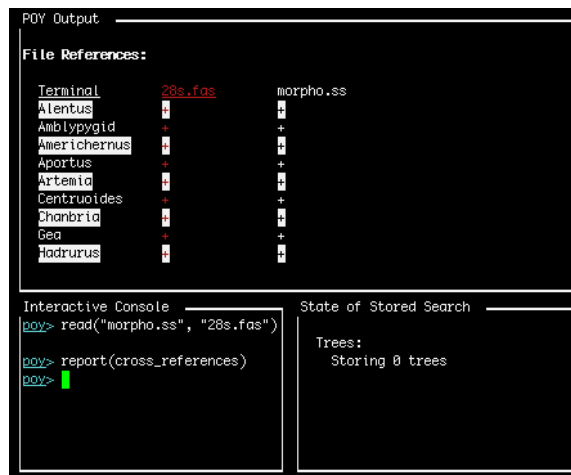 POY Output
File References:
Terminal 28s.fas morpho.ss
Alentus + +
Amblypygid + +
Americhernus + +
Aportus + +
Artemia + +
Centruoides + +
Chanbria + +
Gea + +
Hadrurus + +
Interactive Console
poy> read("morpho.ss", "28s.fas")
poy> report(cross_references)
poy>
State of Stored Search
Trees:
Storing 0 trees